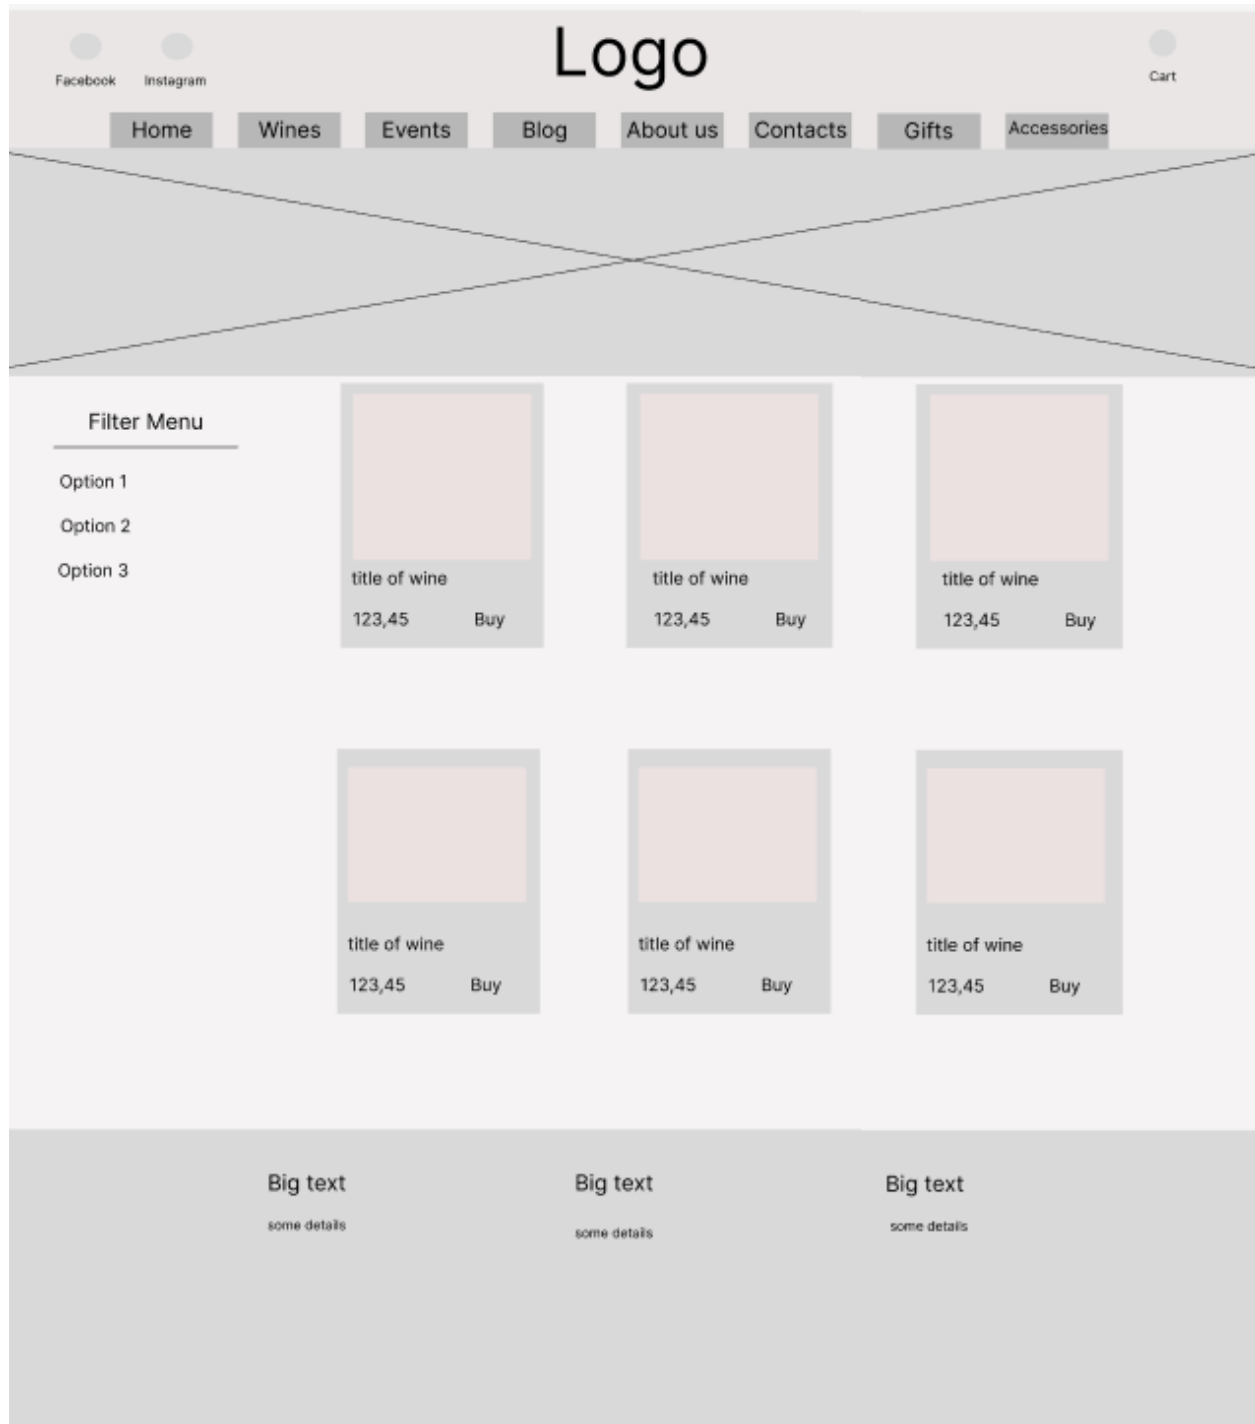 Logo
Facebook Instagram Cart
Home Wines Events Blog About us Contacts Gifts Accessories
Filter Menu
Option 1
Option 2
Option 3
title of wine title of wine title of wine
123,45 Buy 123,45 Buy 123,45 Buy
title of wine title of wine title of wine
123,45 Buy 123,45 Buy 123,45 Buy
Big text Big text Big text
some details some details some details